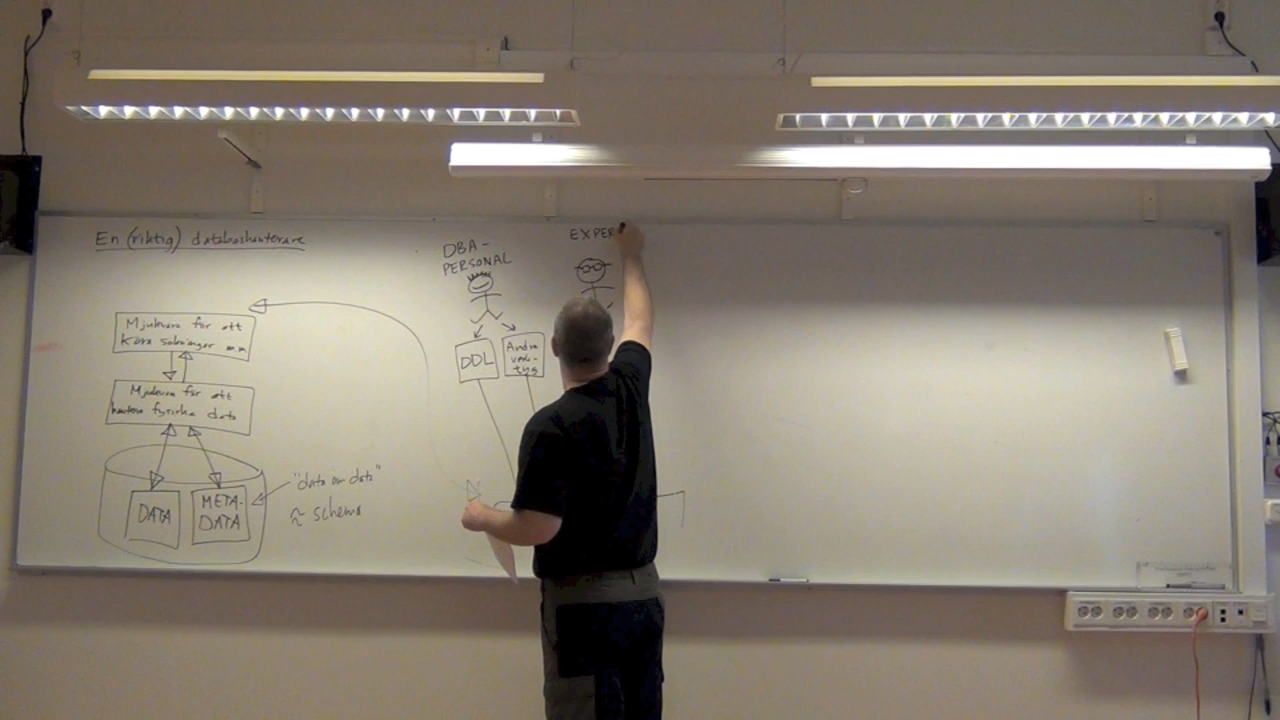 En (riktig) databashanterare
DBA-
PERSONAL
EXPER
Mjukvara för att
köra sökningar mm
Mjukvara för att
hantera fysiska data
DATA
META-
DATA
"data om data"
≈ schema
DDL
Andra
verk-
tyg